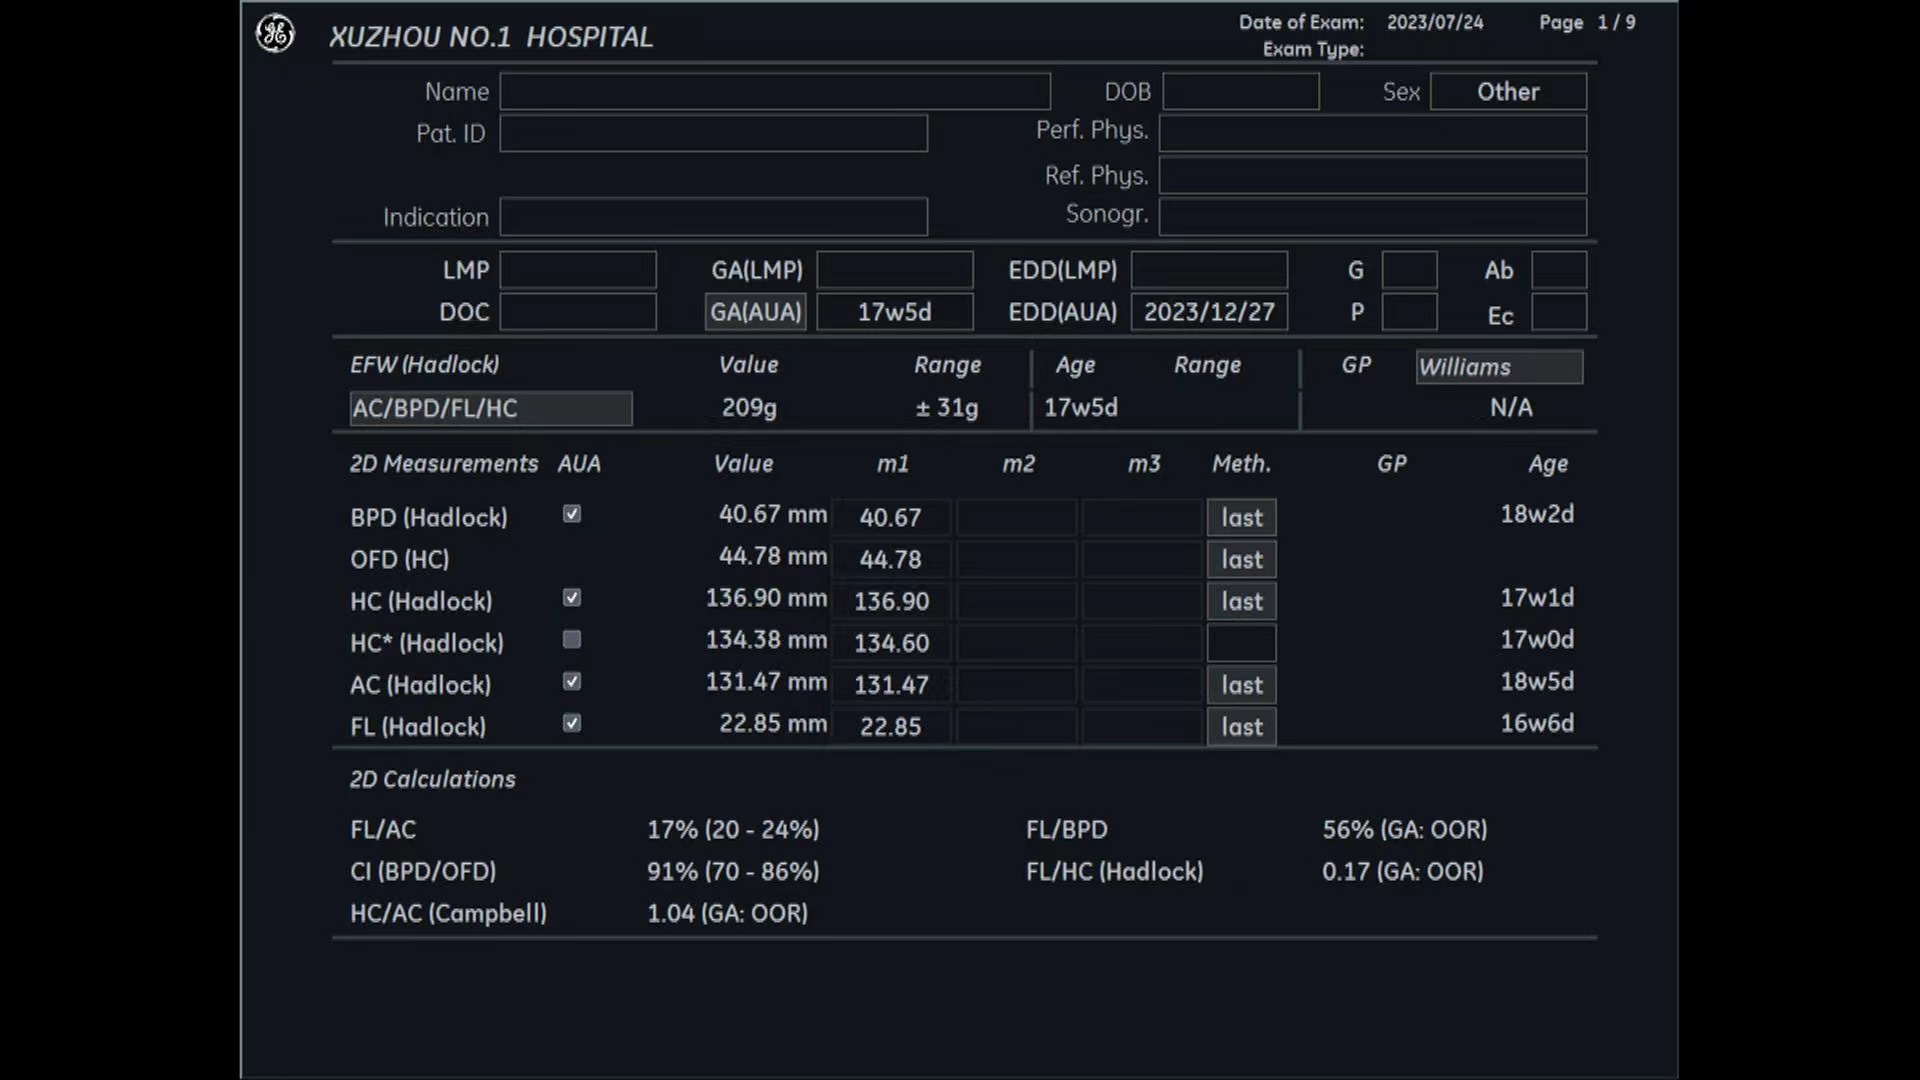 XUZHOU NO.1 HOSPITAL Date of Exam: 2023/07/24 Page 1 / 9
Exam Type:
Name DOB Sex Other
Pat. ID Perf. Phys.
Ref. Phys.
Indication Sonogr.
LMP GA(LMP) EDD(LMP) G Ab
DOC GA(AUA) 17w5d EDD(AUA) 2023/12/27 P Ec
EFW (Hadlock) Value Range Age Range GP Williams
AC/BPD/FL/HC 209g ± 31g 17w5d N/A
2D Measurements AUA Value m1 m2 m3 Meth. GP Age
BPD (Hadlock) 40.67 mm 40.67 last 18w2d
OFD (HC) 44.78 mm 44.78 last
HC (Hadlock) 136.90 mm 136.90 last 17w1d
HC* (Hadlock) 134.38 mm 134.60 17w0d
AC (Hadlock) 131.47 mm 131.47 last 18w5d
FL (Hadlock) 22.85 mm 22.85 last 16w6d
2D Calculations
FL/AC 17% (20 - 24%) FL/BPD 56% (GA: OOR)
CI (BPD/OFD) 91% (70 - 86%) FL/HC (Hadlock) 0.17 (GA: OOR)
HC/AC (Campbell) 1.04 (GA: OOR)